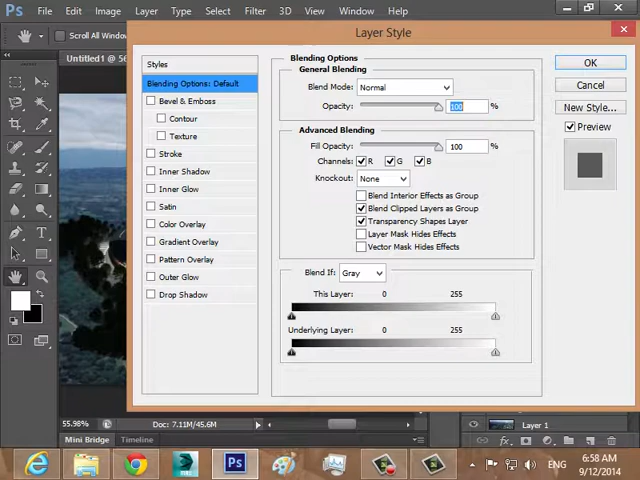 Ps File Edit Image Layer Type Select Filter 3D View Window Help
Scroll All Windows
Untitled1 @ 56
Layer Style
Styles
Blending Options: Default
Bevel & Emboss
Contour
Texture
Stroke
Inner Shadow
Inner Glow
Satin
Color Overlay
Gradient Overlay
Pattern Overlay
Outer Glow
Drop Shadow
Blending Options
General Blending
Blend Mode: Normal
Opacity: 100 %
Advanced Blending
Fill Opacity: 100 %
Channels: R G B
Knockout: None
Blend Interior Effects as Group
Blend Clipped Layers as Group
Transparency Shapes Layer
Layer Mask Hides Effects
Vector Mask Hides Effects
Blend If: Gray
This Layer: 0 255
Underlying Layer: 0 255
OK
Cancel
New Style...
Preview
55.98% Doc: 7.11M/45.6M
Layer 1
Mini Bridge Timeline
Ps
ENG
6:58 AM
9/12/2014